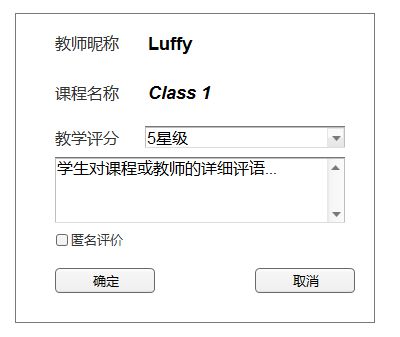 教师昵称 Luffy
课程名称 Class 1
教学评分 5星级
学生对课程或教师的详细评语...
匿名评价
确定 取消